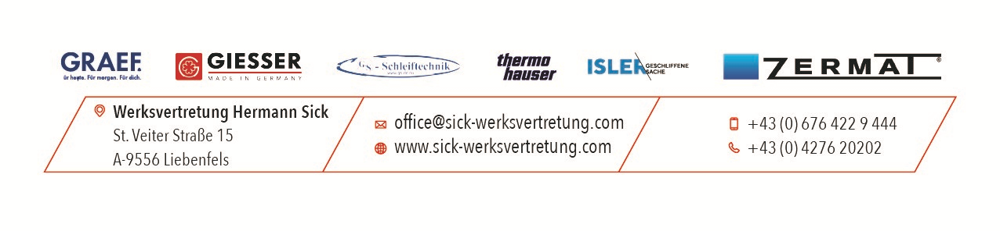 GRAEF.
Für heute. Für morgen. Für dich.
GIESSER
MADE IN GERMANY
GS - Schleiftechnik
thermo
hauser
ISLER
GESCHLIFFENE
SACHE
ZERMAT®
Werksvertretung Hermann Sick
St. Veiter Straße 15
A-9556 Liebenfels
office@sick-werksvertretung.com
www.sick-werksvertretung.com
+43 (0) 676 422 9 444
+43 (0) 4276 20202